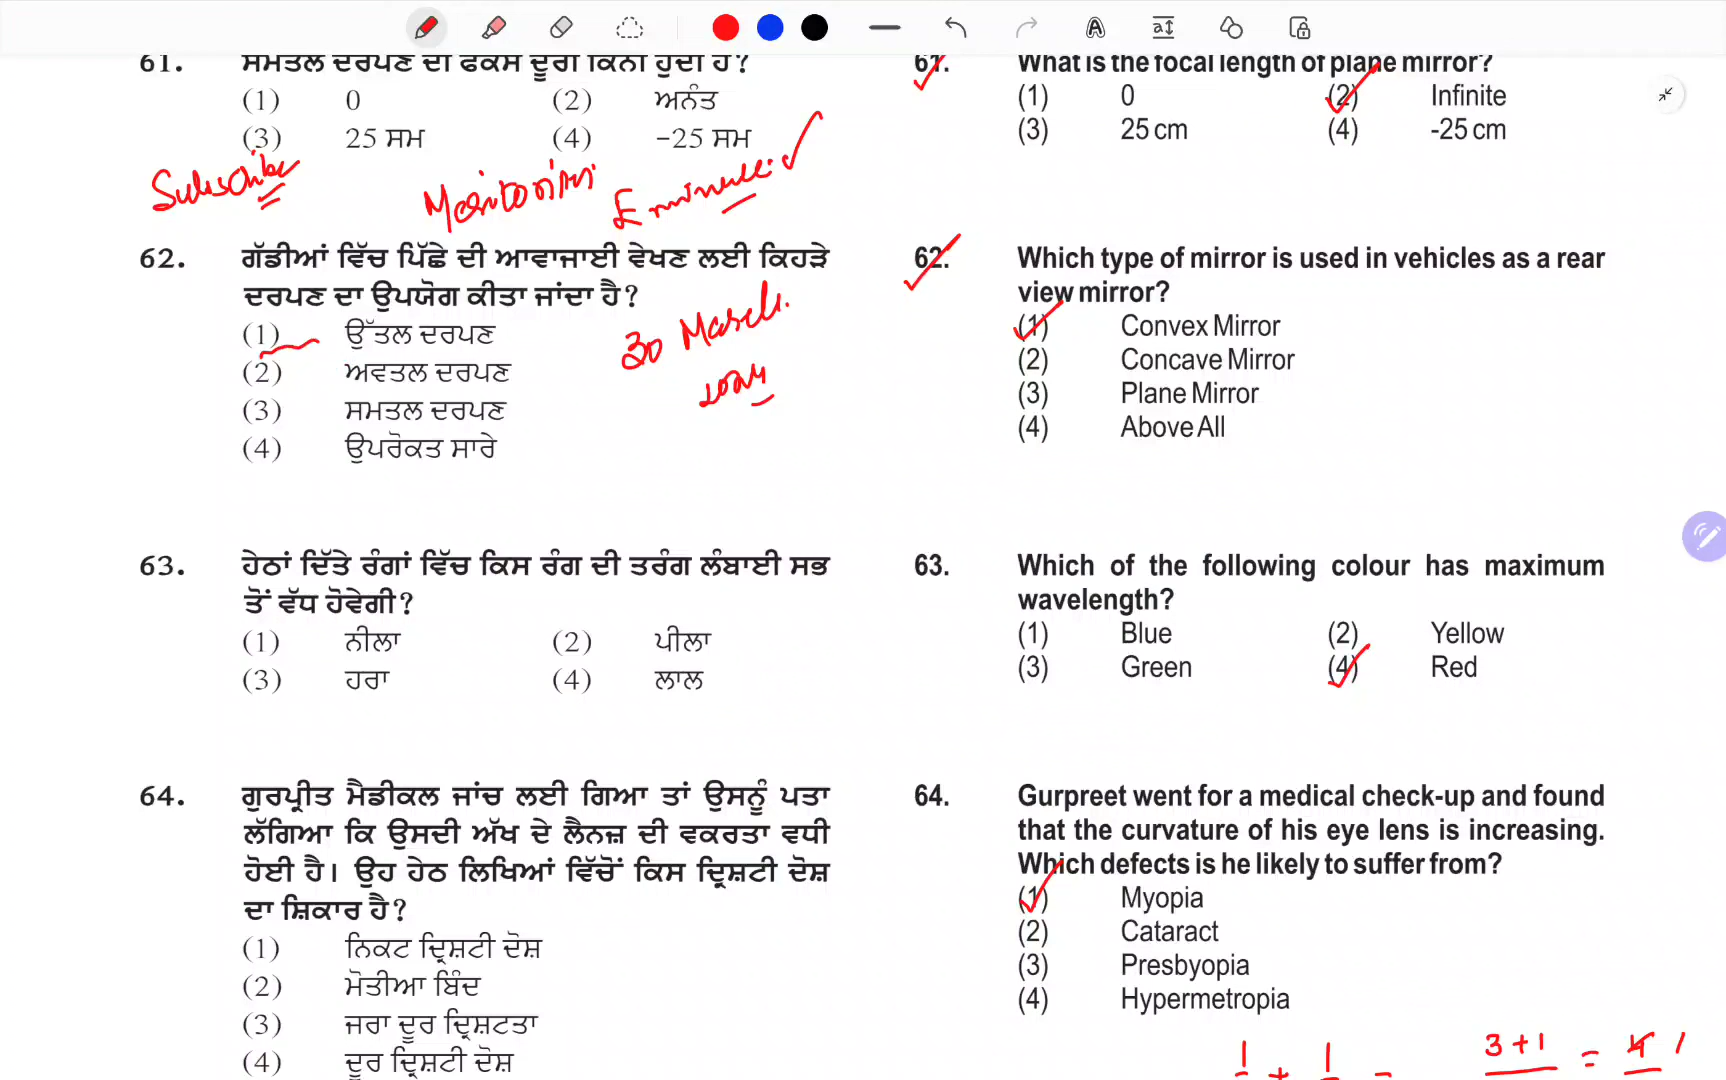 61. ਸਮਤਲ ਦਰਪਣ ਦੀ ਫੋਕਸ ਦੂਰੀ ਕਿੰਨੀ ਹੁੰਦੀ ਹੈ?
(1) 0 (2) ਅਨੰਤ
(3) 25 ਸਮ (4) -25 ਸਮ
Subscribe
30 March
62. ਗੱਡੀਆਂ ਵਿੱਚ ਪਿੱਛੇ ਦੀ ਆਵਾਜਾਈ ਵੇਖਣ ਲਈ ਕਿਹੜੇ
ਦਰਪਣ ਦਾ ਉਪਯੋਗ ਕੀਤਾ ਜਾਂਦਾ ਹੈ?
(1) ਉੱਤਲ ਦਰਪਣ
(2) ਅਵਤਲ ਦਰਪਣ
(3) ਸਮਤਲ ਦਰਪਣ
(4) ਉਪਰੋਕਤ ਸਾਰੇ
63. ਹੇਠਾਂ ਦਿੱਤੇ ਰੰਗਾਂ ਵਿੱਚ ਕਿਸ ਰੰਗ ਦੀ ਤਰੰਗ ਲੰਬਾਈ ਸਭ
ਤੋਂ ਵੱਧ ਹੋਵੇਗੀ?
(1) ਨੀਲਾ (2) ਪੀਲਾ
(3) ਹਰਾ (4) ਲਾਲ
64. ਗੁਰਪ੍ਰੀਤ ਮੈਡੀਕਲ ਜਾਂਚ ਲਈ ਗਿਆ ਤਾਂ ਉਸਨੂੰ ਪਤਾ
ਲੱਗਿਆ ਕਿ ਉਸਦੀ ਅੱਖ ਦੇ ਲੈਨਜ਼ ਦੀ ਵਕਰਤਾ ਵਧੀ
ਹੋਈ ਹੈ। ਉਹ ਹੇਠ ਲਿਖਿਆਂ ਵਿੱਚੋਂ ਕਿਸ ਦ੍ਰਿਸ਼ਟੀ ਦੋਸ਼
ਦਾ ਸ਼ਿਕਾਰ ਹੈ?
(1) ਨਿਕਟ ਦ੍ਰਿਸ਼ਟੀ ਦੋਸ਼
(2) ਮੋਤੀਆ ਬਿੰਦ
(3) ਜਰਾ ਦੂਰ ਦ੍ਰਿਸ਼ਟਤਾ
(4) ਦੂਰ ਦ੍ਰਿਸ਼ਟੀ ਦੋਸ਼
61. What is the focal length of plane mirror?
(1) 0 (2) Infinite
(3) 25 cm (4) -25 cm
62. Which type of mirror is used in vehicles as a rear
view mirror?
(1) Convex Mirror
(2) Concave Mirror
(3) Plane Mirror
(4) Above All
63. Which of the following colour has maximum
wavelength?
(1) Blue (2) Yellow
(3) Green (4) Red
64. Gurpreet went for a medical check-up and found
that the curvature of his eye lens is increasing.
Which defects is he likely to suffer from?
(1) Myopia
(2) Cataract
(3) Presbyopia
(4) Hypermetropia
3+1 = 4 1